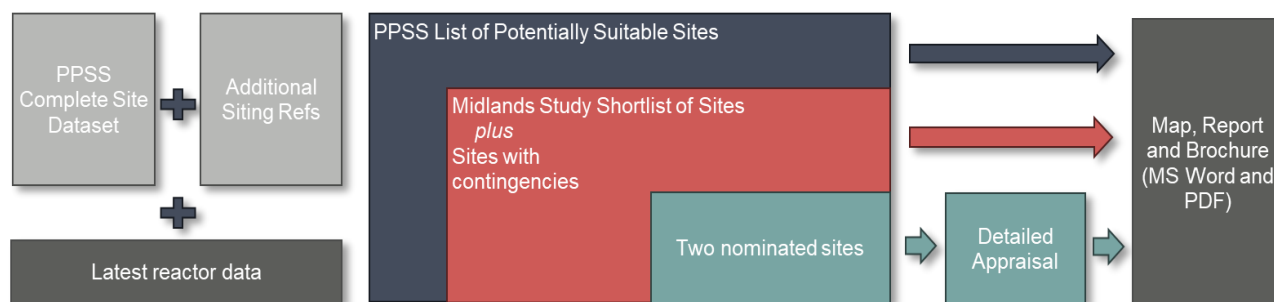 PPSS
Complete Site
Dataset
Additional
Siting Refs
Latest reactor data
PPSS List of Potentially Suitable Sites
Midlands Study Shortlist of Sites
plus
Sites with
contingencies
Two nominated sites
Detailed
Appraisal
Map, Report
and Brochure
(MS Word and
PDF)